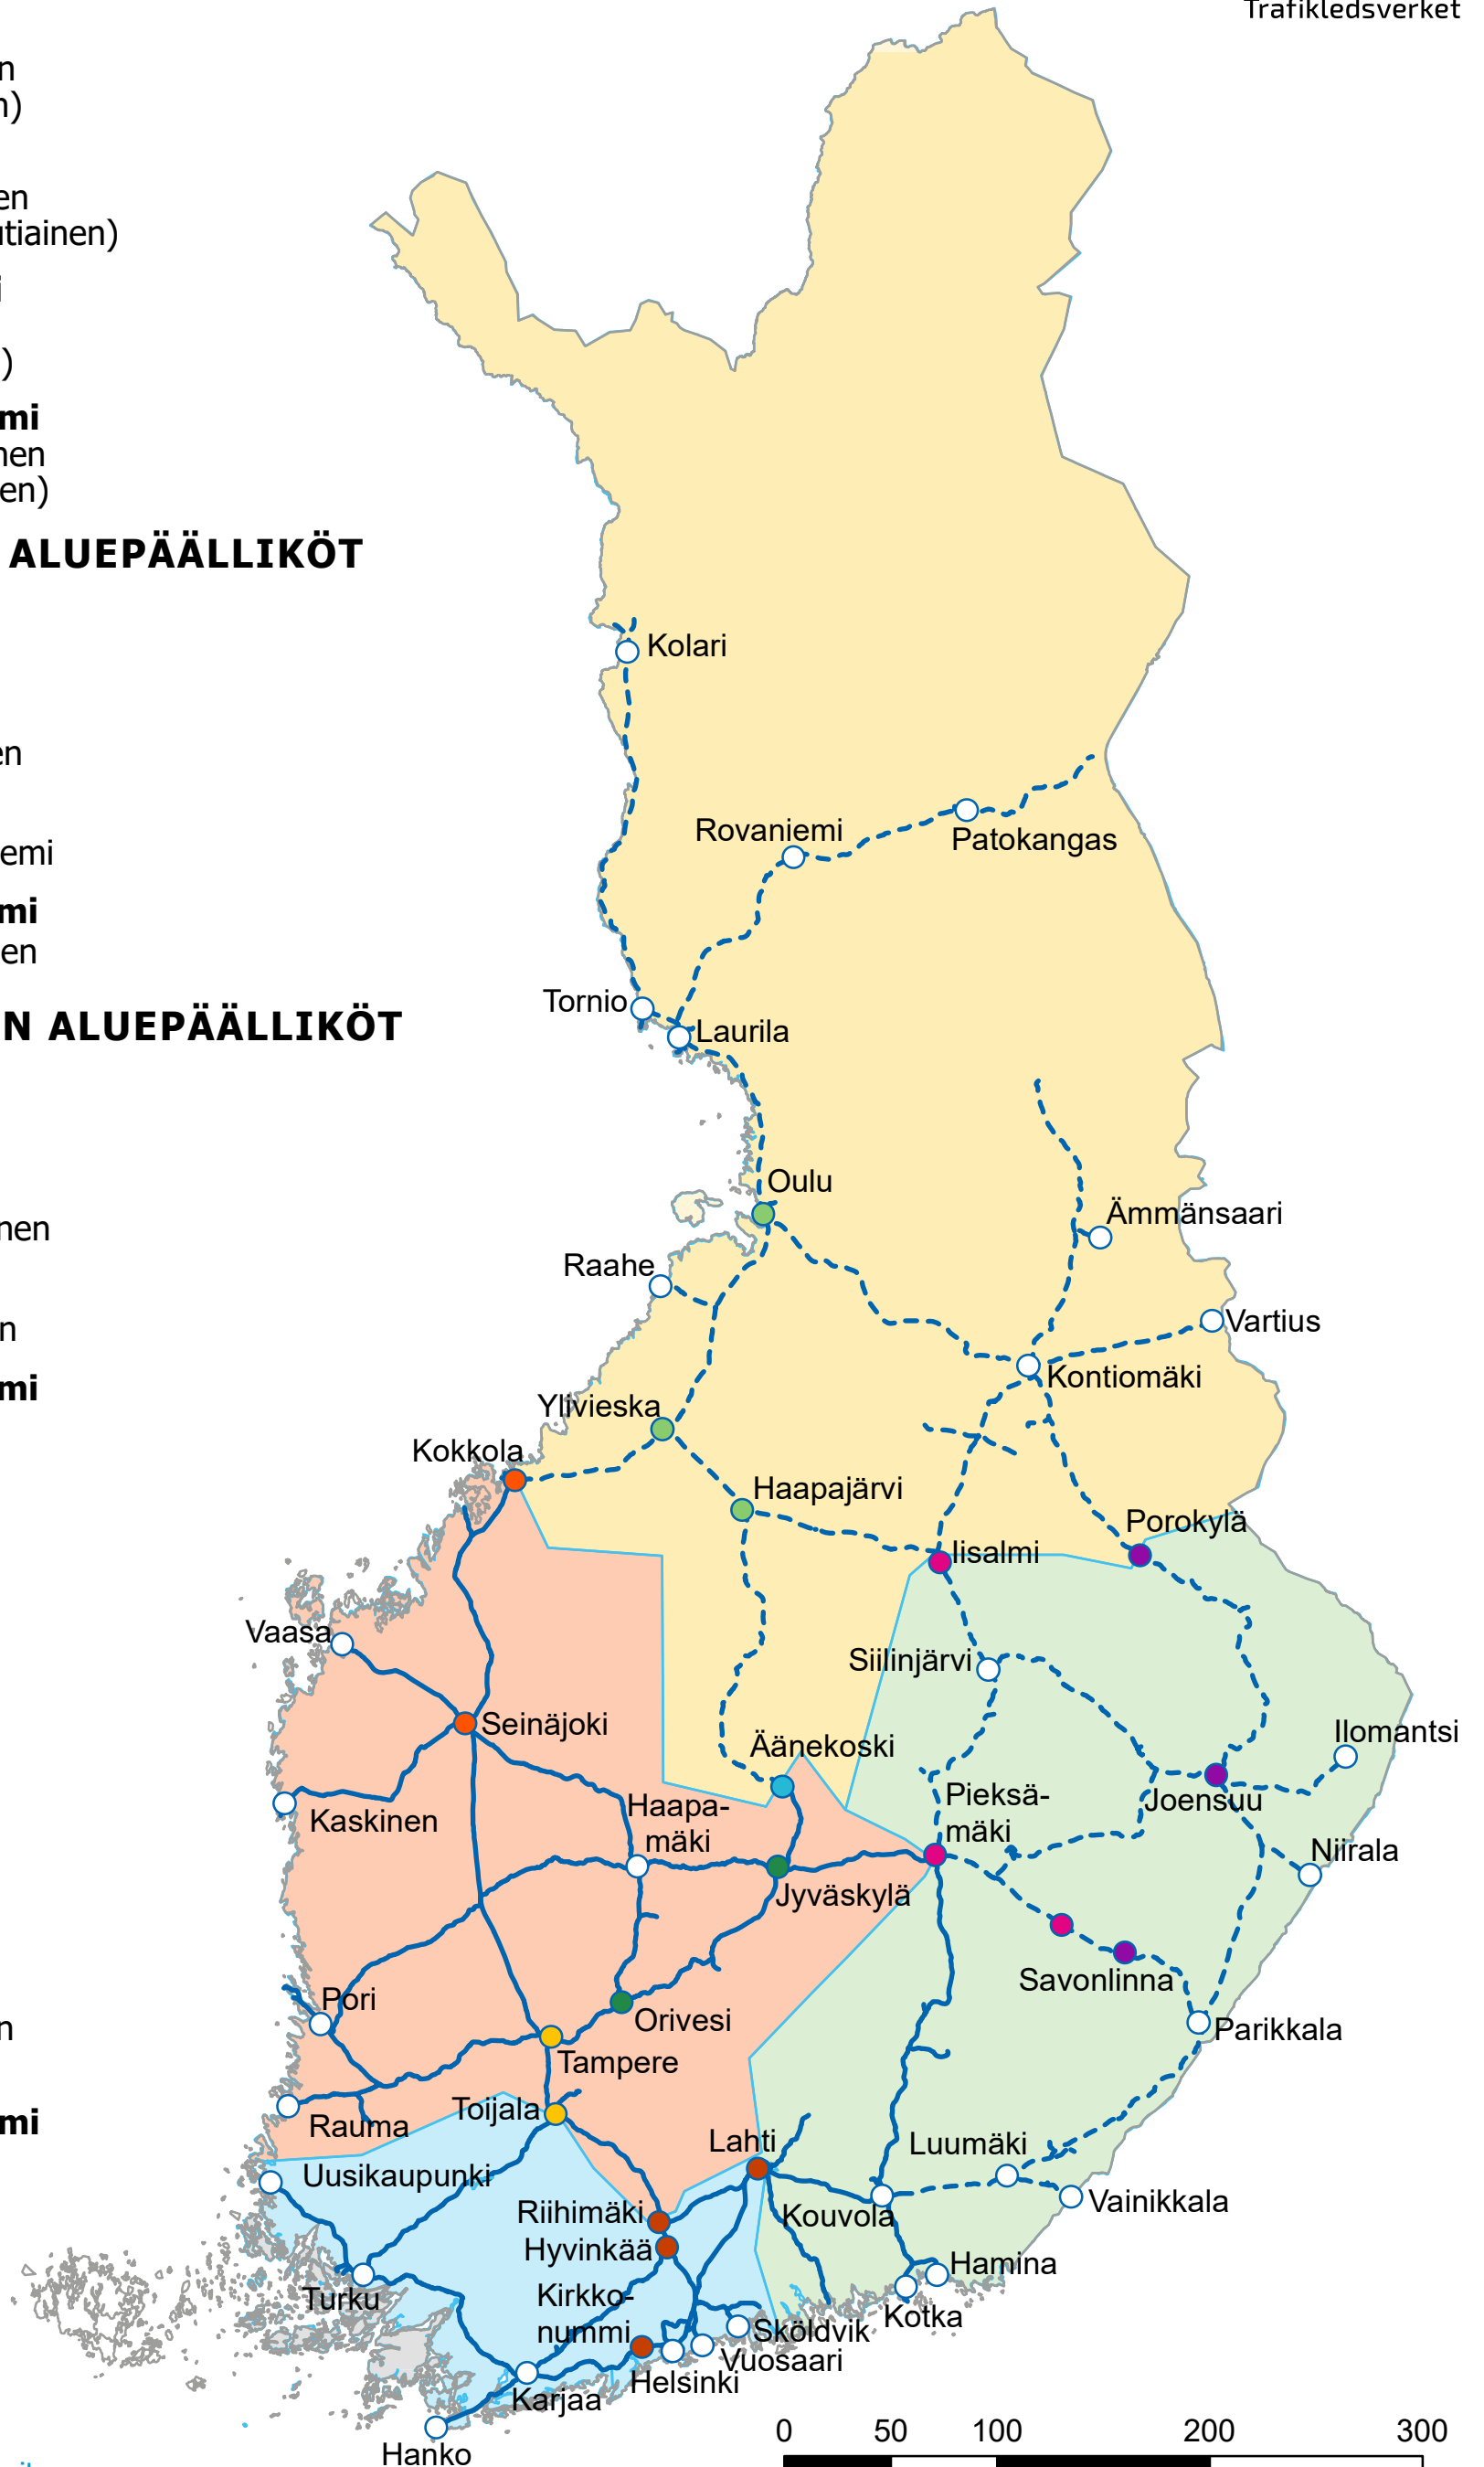 Trafikledsverket
n
n)
en
utiainen)
i
)
mi
nen
en)
ALUEPÄÄLLIKÖT
Kolari
en
Rovaniemi
Patokangas
emi
mi
en
Tornio
N ALUEPÄÄLLIKÖT
Laurila
Oulu
Ämmänsaari
nen
Raahe
Vartius
n
Kontiomäki
mi
Ylivieska
Kokkola
Haapajärvi
Porokylä
Iisalmi
Vaasa
Siilinjärvi
Seinäjoki
Ilomantsi
Äänekoski
Kaskinen
Haapa-
mäki
Pieksä-
mäki
Joensuu
Niirala
Jyväskylä
Savonlinna
Pori
Orivesi
n
Parikkala
Tampere
Toijala
Rauma
mi
Lahti
Luumäki
Uusikaupunki
Vainikkala
Riihimäki
Kouvola
Hyvinkää
Hamina
Turku
Kirkko-
nummi
Kotka
Sköldvik
Vuosaari
Helsinki
Karjaa
Hanko
0 50 100 200 300